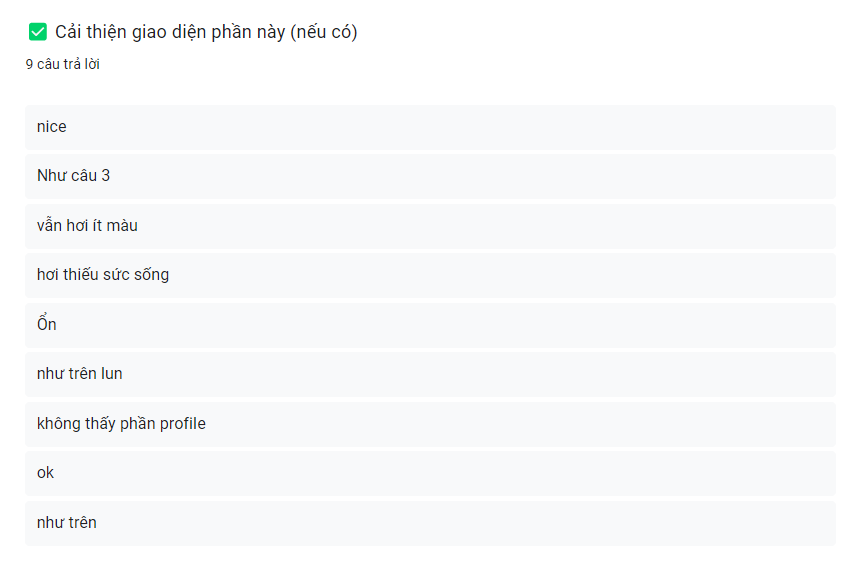 Cải thiện giao diện phần này (nếu có)
9 câu trả lời
nice
Như câu 3
vẫn hơi ít màu
hơi thiếu sức sống
Ổn
như trên lun
không thấy phần profile
ok
như trên